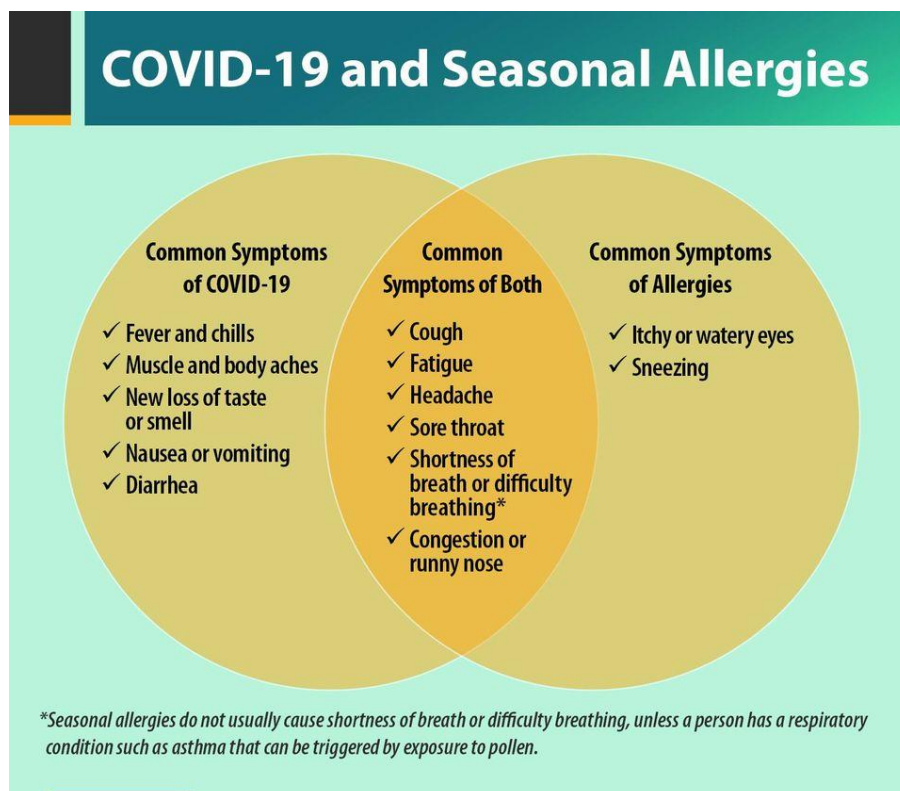 COVID-19 and Seasonal Allergies
Common Symptoms
of COVID-19
✓ Fever and chills
✓ Muscle and body aches
✓ New loss of taste
or smell
✓ Nausea or vomiting
✓ Diarrhea
Common
Symptoms of Both
✓ Cough
✓ Fatigue
✓ Headache
✓ Sore throat
✓ Shortness of
breath or difficulty
breathing*
✓ Congestion or
runny nose
Common Symptoms
of Allergies
✓ Itchy or watery eyes
✓ Sneezing
*Seasonal allergies do not usually cause shortness of breath or difficulty breathing, unless a person has a respiratory
condition such as asthma that can be triggered by exposure to pollen.